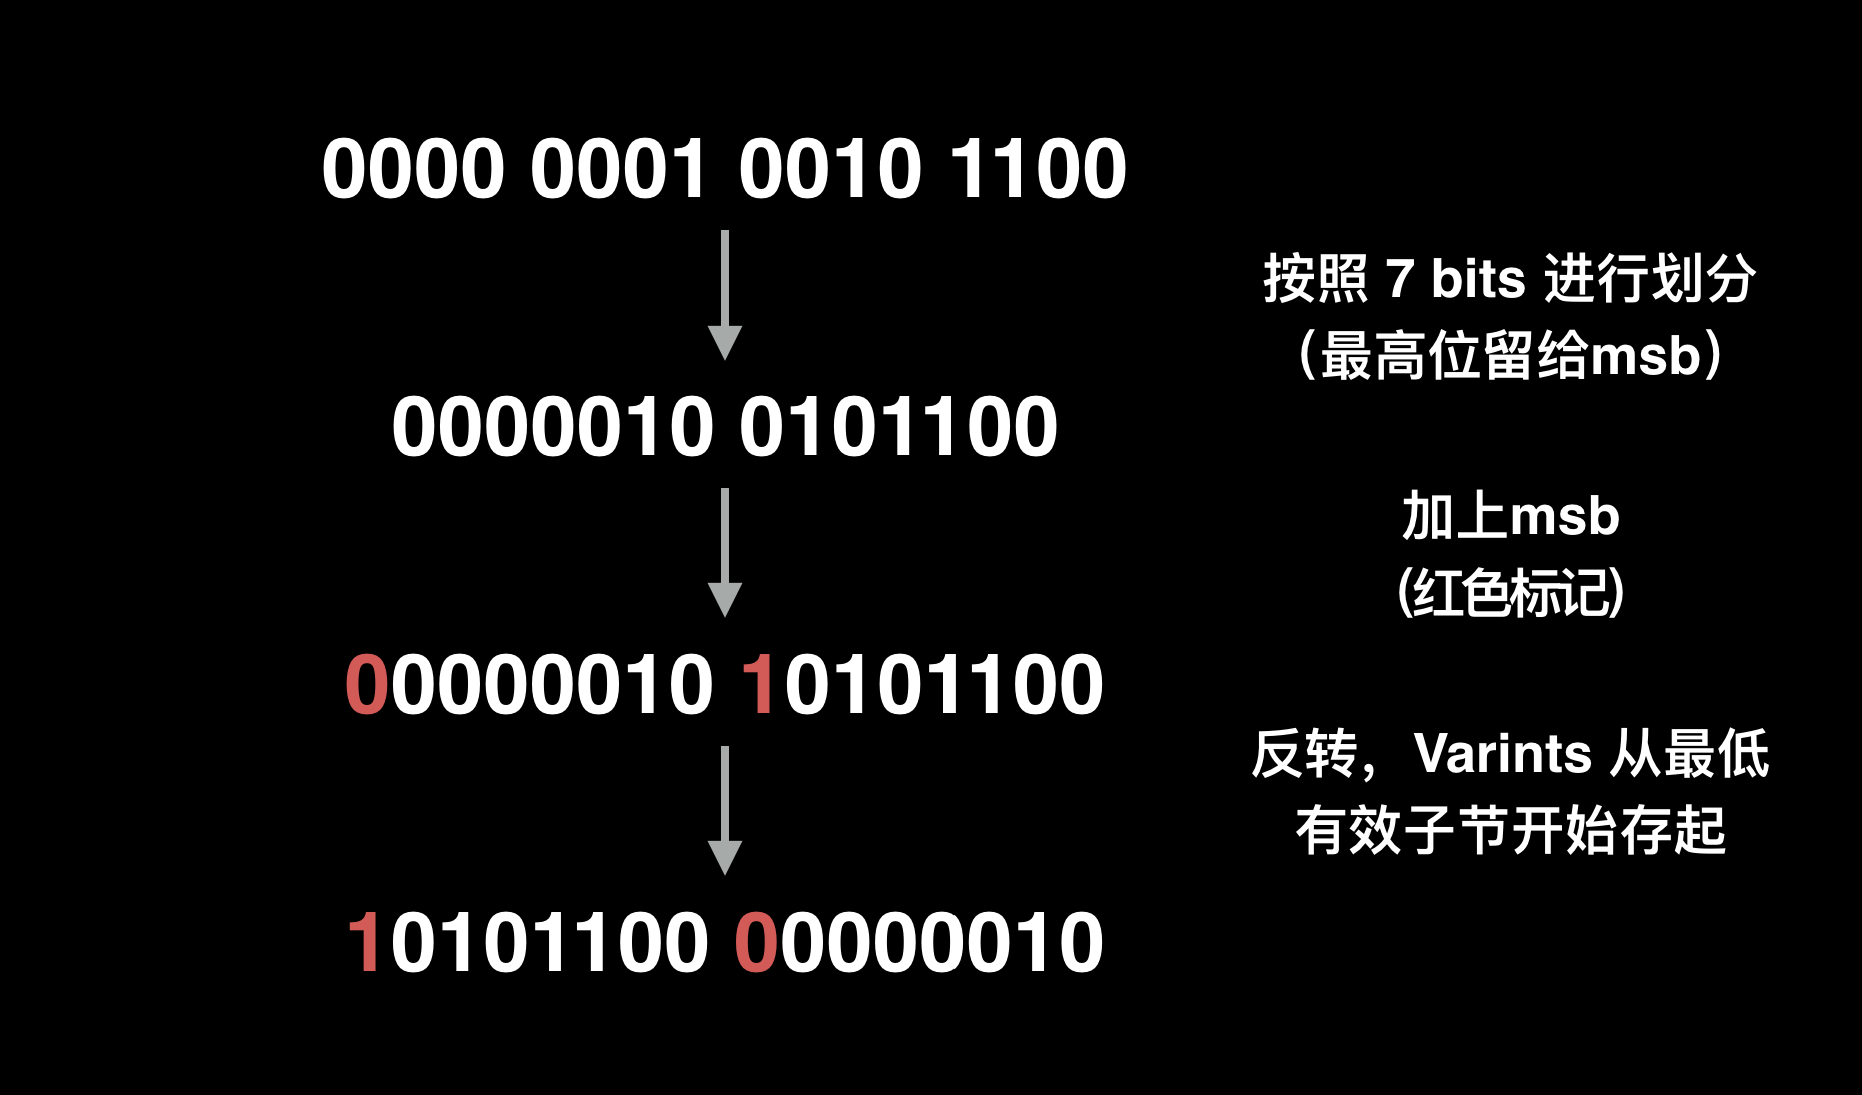 0000 0001 0010 1100
按照 7 bits 进行划分
（最高位留给msb）
0000010 0101100
加上msb
(红色标记)
00000010 10101100
反转，Varints 从最低
有效子节开始存起
10101100 00000010